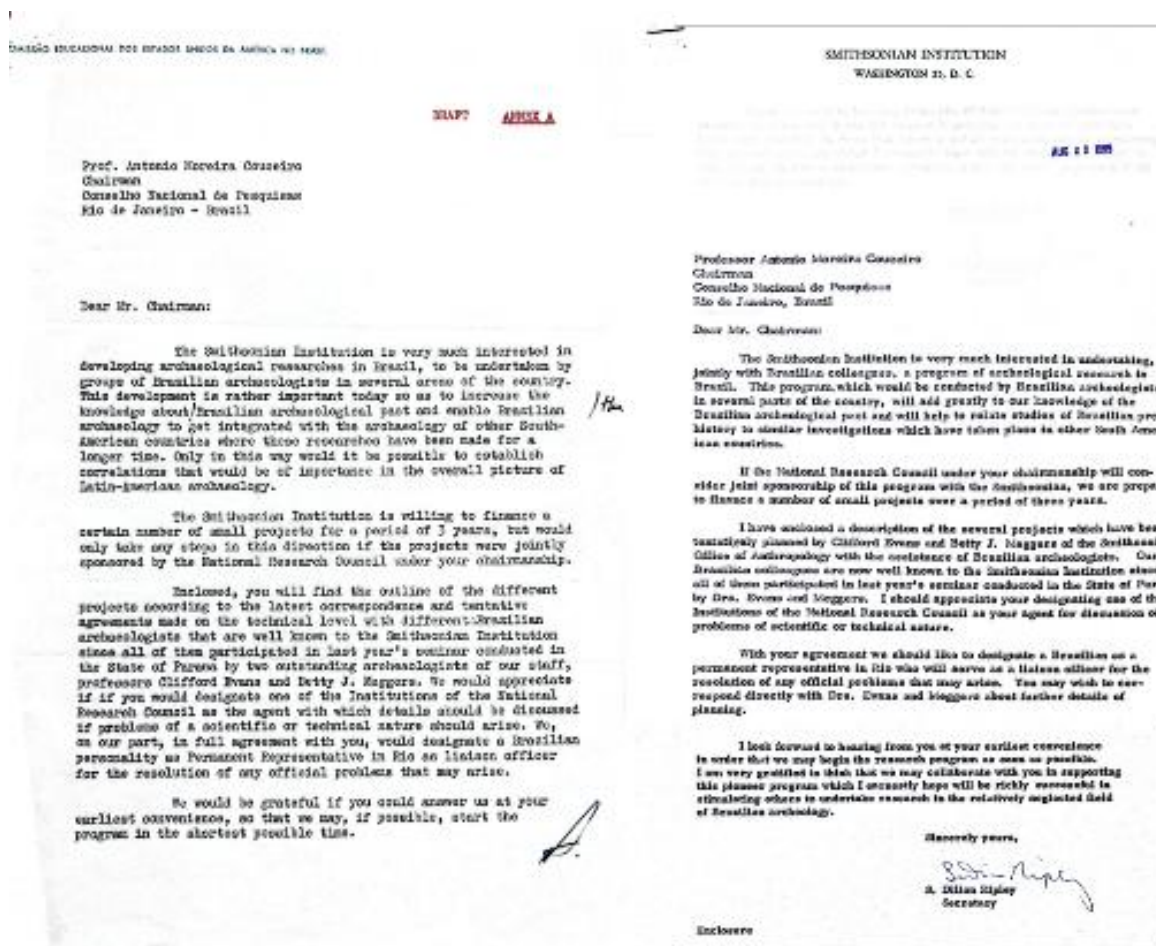 COMISSÃO EDUCACIONAL DOS ESTADOS UNIDOS DA AMÉRICA NO BRASIL
DRAFT ANNEX A
Prof. Antonio Moreira Couceiro
Chairman
Conselho Nacional de Pesquisas
Rio de Janeiro - Brazil
Dear Mr. Chairman:
The Smithsonian Institution is very much interested in
developing archaeological researches in Brazil, to be undertaken by
groups of Brazilian archaeologists in several areas of the country.
This development is rather important today so as to increase the
knowledge about/Brazilian archaeological past and enable Brazilian
archaeology to get integrated with the archaeology of other South-
American countries where these researches have been made for a
longer time. Only in this way would it be possible to establish
correlations that would be of importance in the overall picture of
Latin-American archaeology.
The Smithsonian Institution is willing to finance a
certain number of small projects for a period of 3 years, but would
only take any steps in this direction if the projects were jointly
sponsored by the National Research Council under your chairmanship.
Enclosed, you will find the outline of the different
projects according to the latest correspondence and tentative
agreements made on the technical level with different Brazilian
archaeologists that are well known to the Smithsonian Institution
since all of them participated in last year's seminar conducted in
the State of Parana by two outstanding archaeologists of our staff,
professors Clifford Evans and Betty J. Meggers. We would appreciate
if if you would designate one of the Institutions of the National
Research Council as the agent with which details should be discussed
if problems of a scientific or technical nature should arise. We,
on our part, in full agreement with you, would designate a Brazilian
personality as Permanent Representative in Rio as liaison officer
for the resolution of any official problems that may arise.
We would be grateful if you could answer us at your
earliest convenience, so that we may, if possible, start the
program in the shortest possible time.
SMITHSONIAN INSTITUTION
WASHINGTON 25, D. C.
AUG
Professor Antonio Moreira Couceiro
Chairman
Conselho Nacional de Pesquisas
Rio de Janeiro, Brazil
Dear Mr. Chairman:
The Smithsonian Institution is very much interested in undertaking,
jointly with Brazilian colleagues, a program of archeological research in
Brazil. This program, which would be conducted by Brazilian archeologists
in several parts of the country, will add greatly to our knowledge of the
Brazilian archeological past and will help to relate studies of Brazilian pre
history to similar investigations which have taken place in other South Amer
ican countries.
If the National Research Council under your chairmanship will con-
sider joint sponsorship of this program with the Smithsonian, we are prepa
to finance a number of small projects over a period of three years.
I have enclosed a description of the several projects which have bee
tentatively planned by Clifford Evans and Betty J. Meggers of the Smithsoni
Office of Anthropology with the assistance of Brazilian archeologists. Our
Brazilian colleagues are now well known to the Smithsonian Institution since
all of them participated in last year's seminar conducted in the State of Par
by Drs. Evans and Meggers. I should appreciate your designating one of the
Institutions of the National Research Council as your agent for discussion of
problems of scientific or technical nature.
With your agreement we should like to designate a Brazilian as a
permanent representative in Rio who will serve as a liaison officer for the
resolution of any official problems that may arise. You may wish to cor-
respond directly with Drs. Evans and Meggers about further details of
planning.
I look forward to hearing from you at your earliest convenience
in order that we may begin the research program as soon as possible.
I am very gratified to think that we may collaborate with you in supporting
this pioneer program which I earnestly hope will be richly successful in
stimulating others to undertake research in the relatively neglected field
of Brazilian archeology.
Sincerely yours,
S. Dillon Ripley
S. Dillon Ripley
Secretary
Enclosure